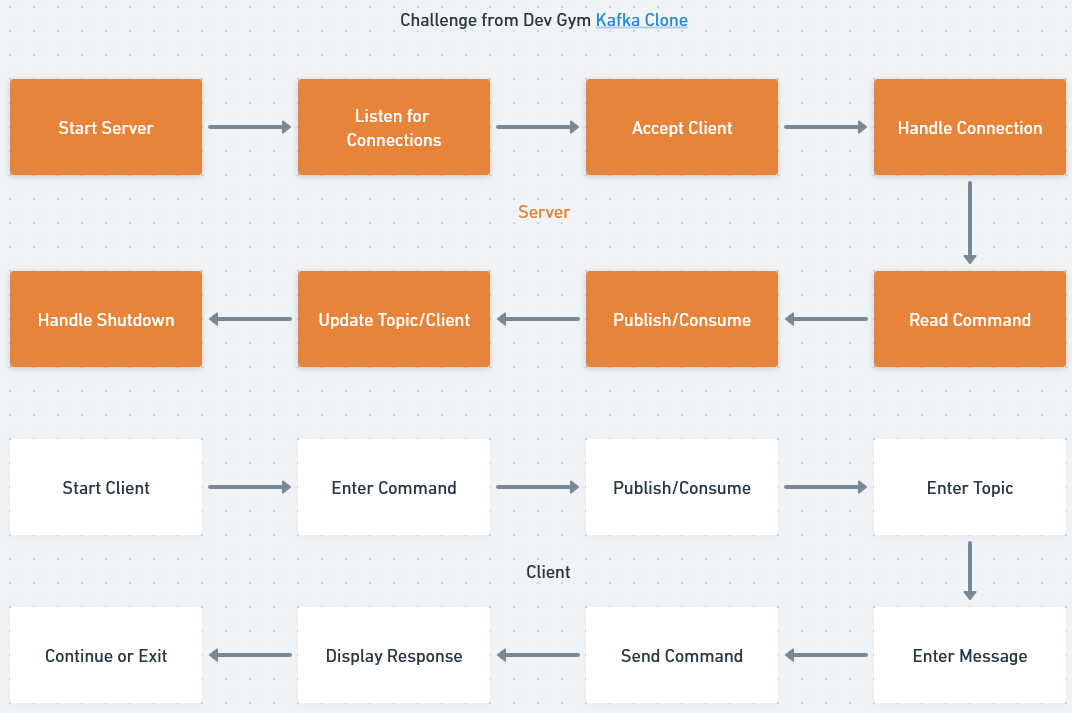 Challenge from Dev Gym Kafka Clone
Start Server
Listen for
Connections
Accept Client
Handle Connection
Server
Handle Shutdown
Update Topic/Client
Publish/Consume
Read Command
Start Client
Enter Command
Publish/Consume
Enter Topic
Client
Continue or Exit
Display Response
Send Command
Enter Message